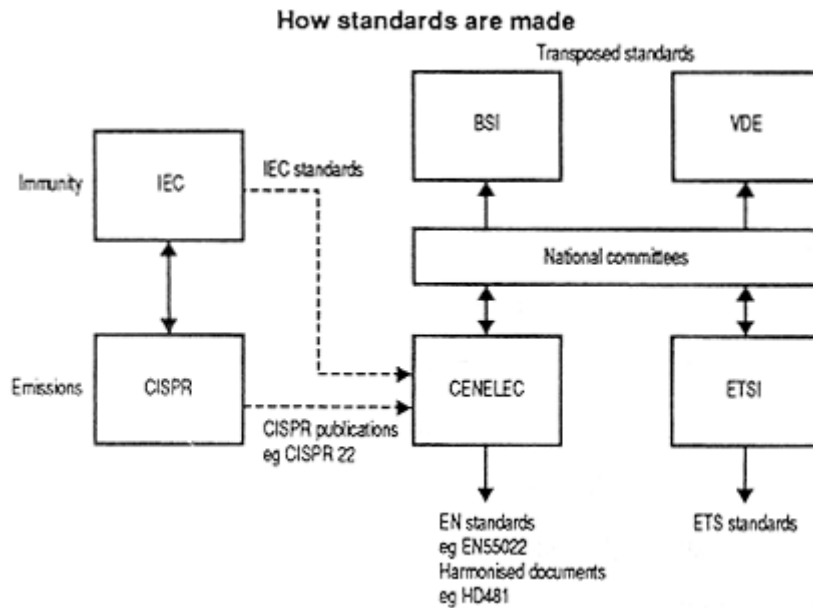 How standards are made
Transposed standards
BSI
VDE
Immunity
IEC
IEC standards
National committees
Emissions
CISPR
CENELEC
ETSI
CISPR publications
eg CISPR 22
EN standards
eg EN55022
Harmonised documents
eg HD481
ETS standards